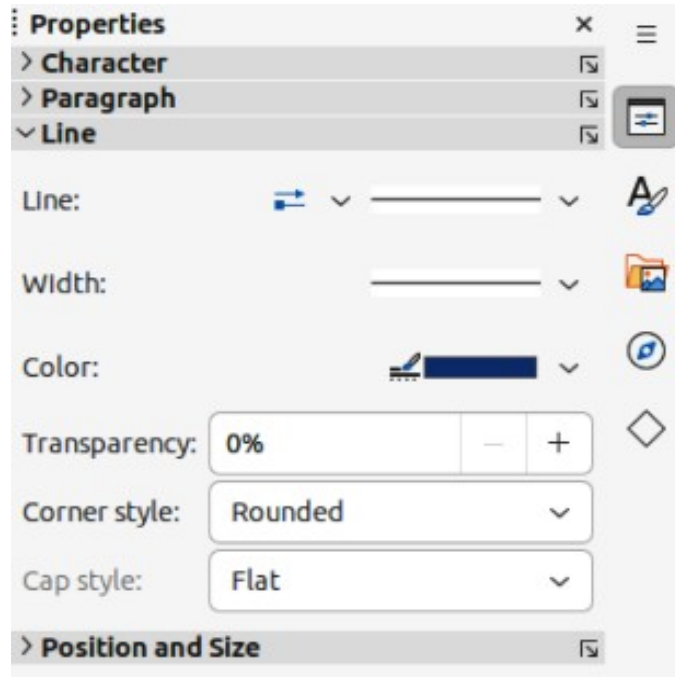 Properties
Character
Paragraph
Line
Line:
Width:
Color:
Transparency: 0%
Corner style: Rounded
Cap style: Flat
Position and Size